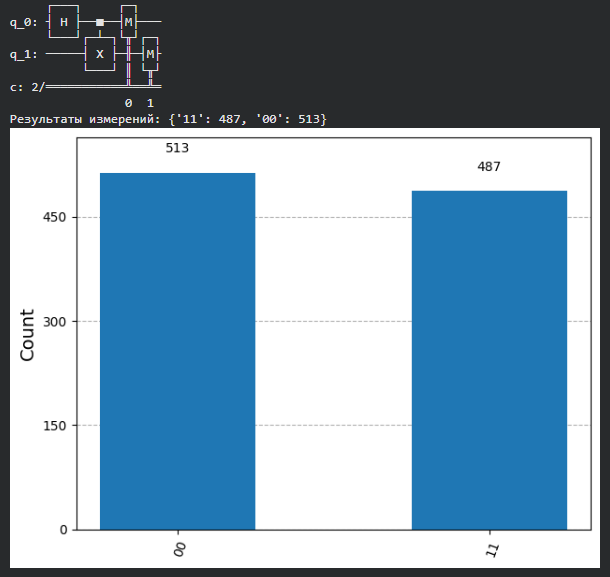 ┌───┐     ┌─┐
q_0: ┤ H ├──■──┤M├───
     └───┘┌─┴─┐└╥┘┌─┐
q_1: ─────┤ X ├─╫─┤M├
          └───┘ ║ └╥┘
c: 2/═══════════╩══╩═
                0  1
Результаты измерений: {'11': 487, '00': 513}
513
487
450
300
150
0
Count
00
11